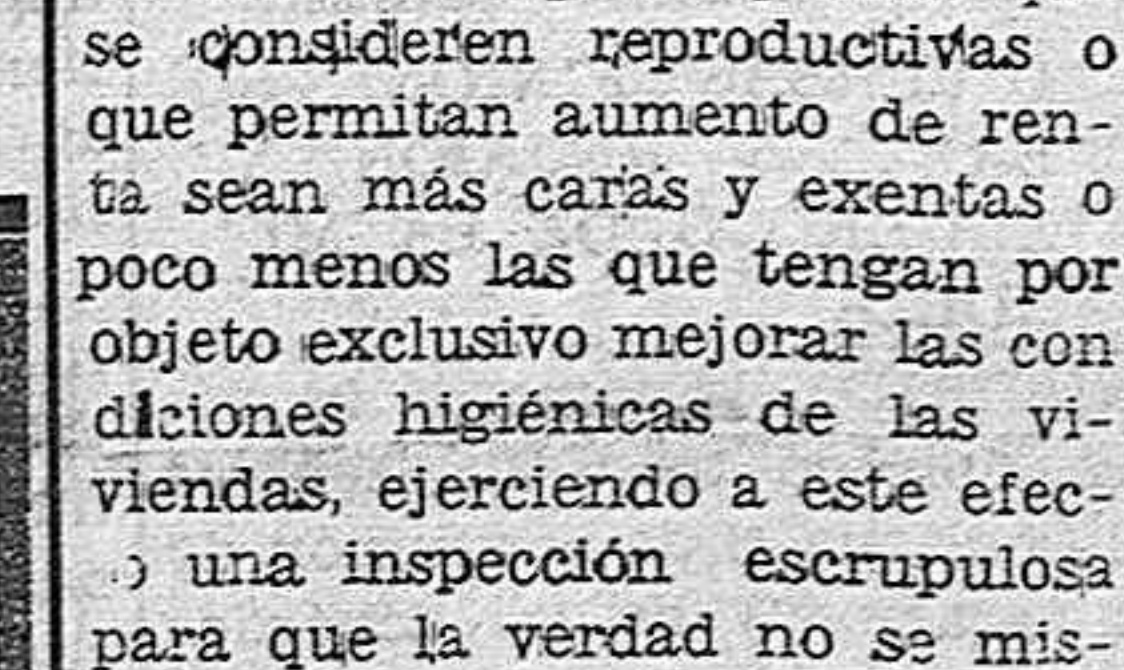 se consideren reproductivas o
que permitan aumento de ren-
ta sean más caras y exentas o
poco menos las que tengan por
objeto exclusivo mejorar las con
diciones higiénicas de las vi-
viendas, ejerciendo a este efec-
o una inspección escrupulosa
para que la verdad no se mis-